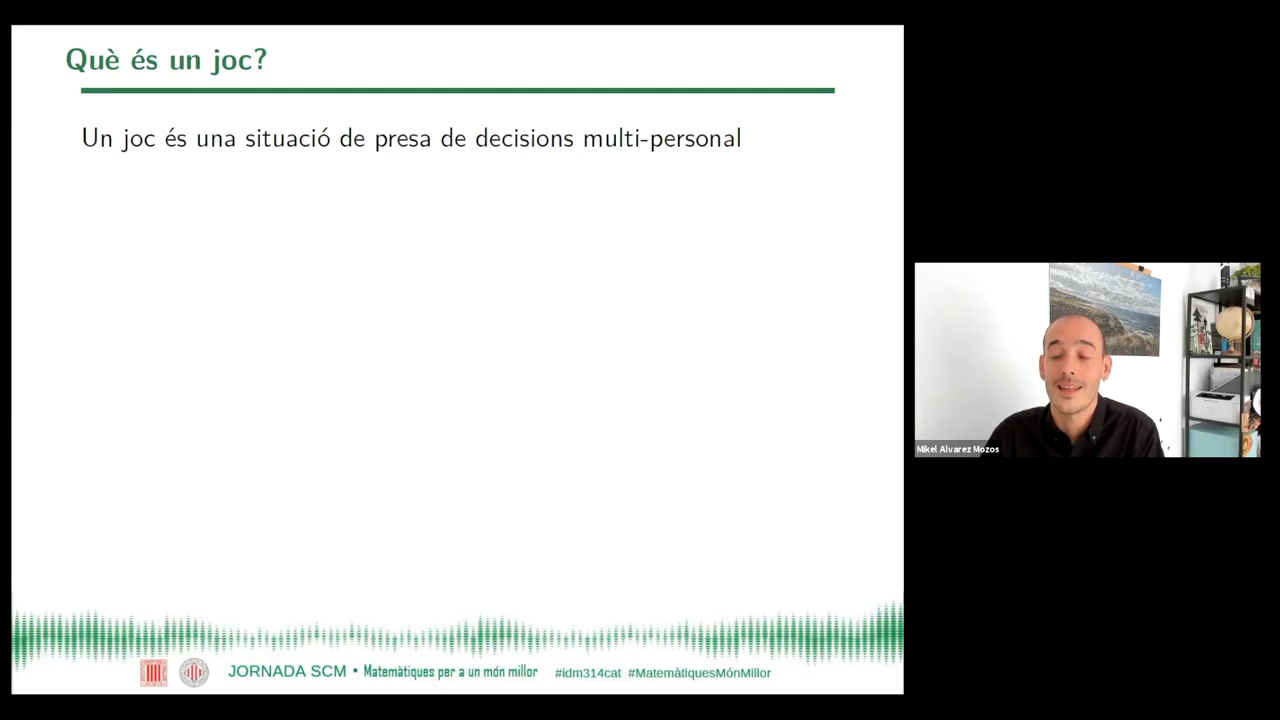 Què és un joc?
Un joc és una situació de presa de decisions multi-personal
Mikel Alvarez Mozos
JORNADA SCM • Matemàtiques per a un món millor #idm314cat #MatemàtiquesMónMillor